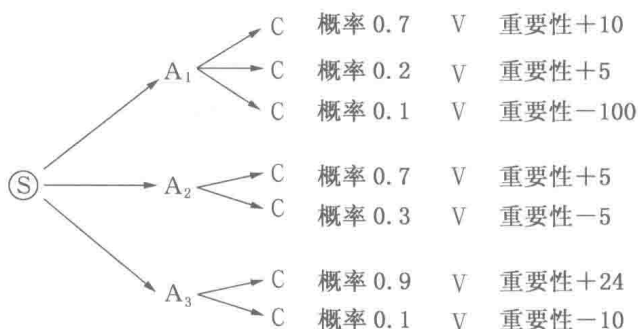 C 概率0.7 V 重要性+10
A₁ C 概率0.2 V 重要性+5
C 概率0.1 V 重要性-100
C 概率0.7 V 重要性+5
S A₂
C 概率0.3 V 重要性-5
C 概率0.9 V 重要性+24
A₃
C 概率0.1 V 重要性-10